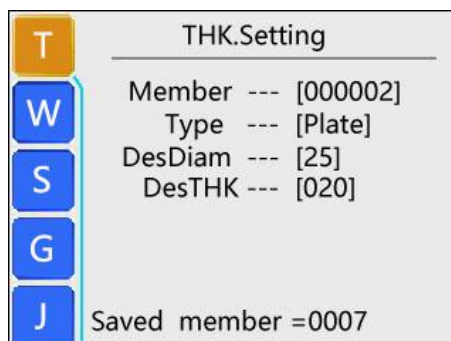 T
THK.Setting
W
Member --- [000002]
Type --- [Plate]
DesDiam --- [25]
S
DesTHK --- [020]
G
J
Saved member =0007